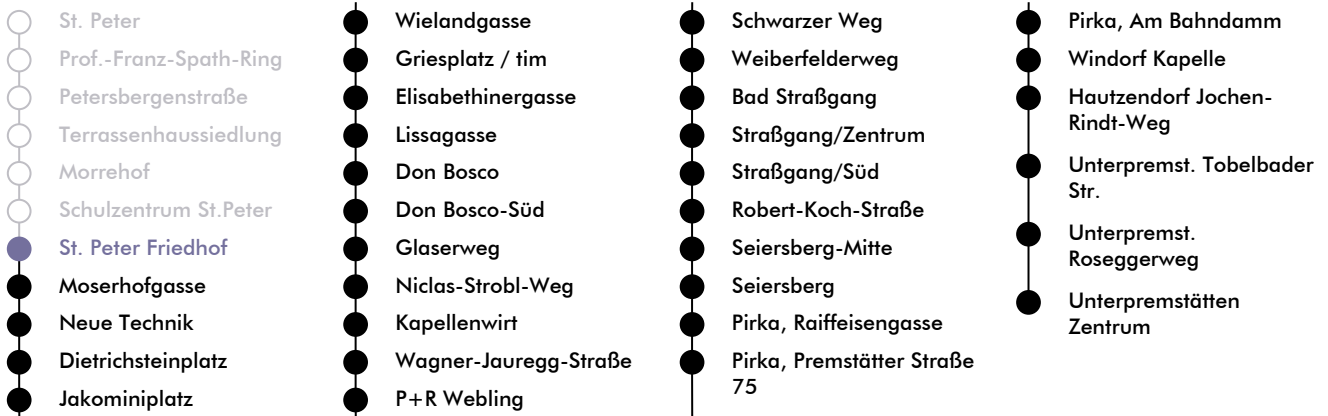 St. Peter
Prof.-Franz-Spath-Ring
Petersbergenstraße
Terrassenhaussiedlung
Morrehof
Schulzentrum St.Peter
St. Peter Friedhof
Moserhofgasse
Neue Technik
Dietrichsteinplatz
Jakominiplatz
Wielandgasse
Griesplatz / tim
Elisabethinergasse
Lissagasse
Don Bosco
Don Bosco-Süd
Glaserweg
Niclas-Strobl-Weg
Kapellenwirt
Wagner-Jauregg-Straße
P+R Webling
Schwarzer Weg
Weiberfelderweg
Bad Straßgang
Straßgang/Zentrum
Straßgang/Süd
Robert-Koch-Straße
Seiersberg-Mitte
Seiersberg
Pirka, Raiffeisengasse
Pirka, Premstätter Straße
75
Pirka, Am Bahndamm
Windorf Kapelle
Hautzendorf Jochen-
Rindt-Weg
Unterpremst. Tobelbader
Str.
Unterpremst.
Roseggerweg
Unterpremstätten
Zentrum